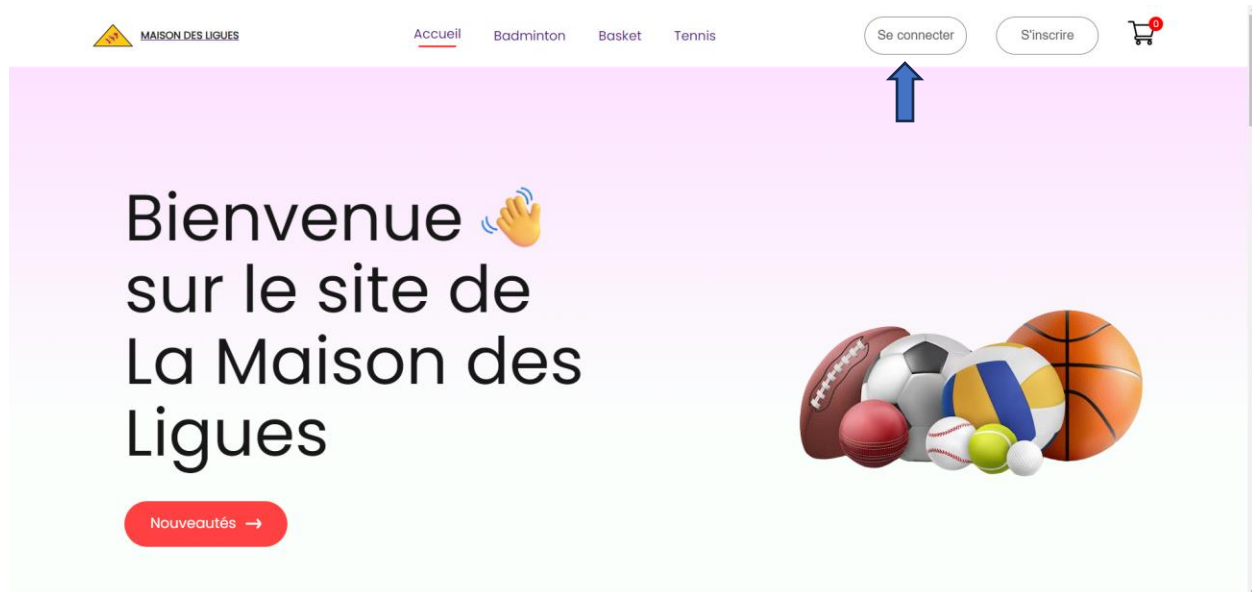 MAISON DES LIGUES
Accueil Badminton Basket Tennis
Se connecter S'inscrire 0
Bienvenue
sur le site de
La Maison des
Ligues
Nouveautés →